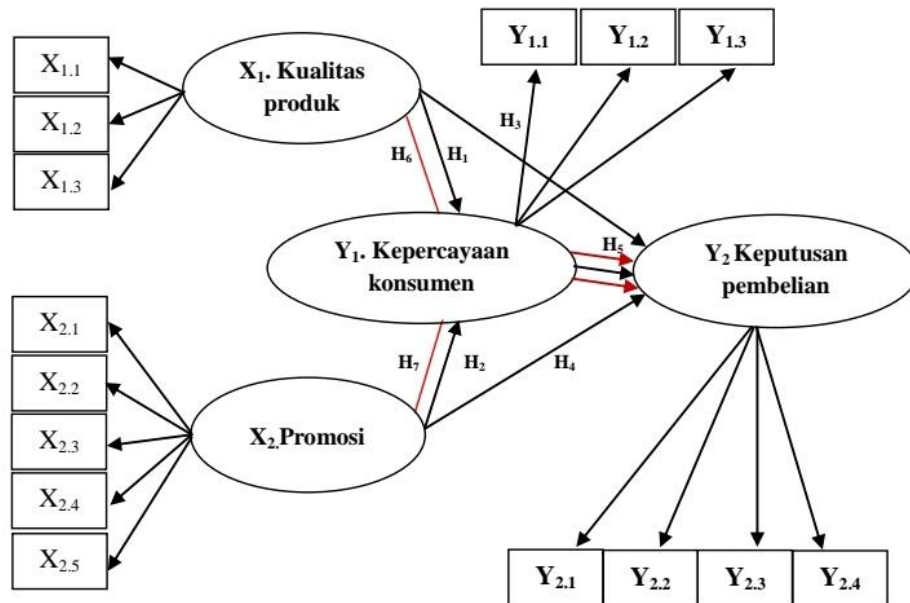 X1.1
X1.2
X1.3
X1. Kualitas
produk
Y1.1
Y1.2
Y1.3
H3
H6
H1
Y1. Kepercayaan
konsumen
H5
Y2 Keputusan
pembelian
X2.1
X2.2
X2.3
X2.4
X2.5
H7
H2
H4
X2.Promosi
Y2.1
Y2.2
Y2.3
Y2.4